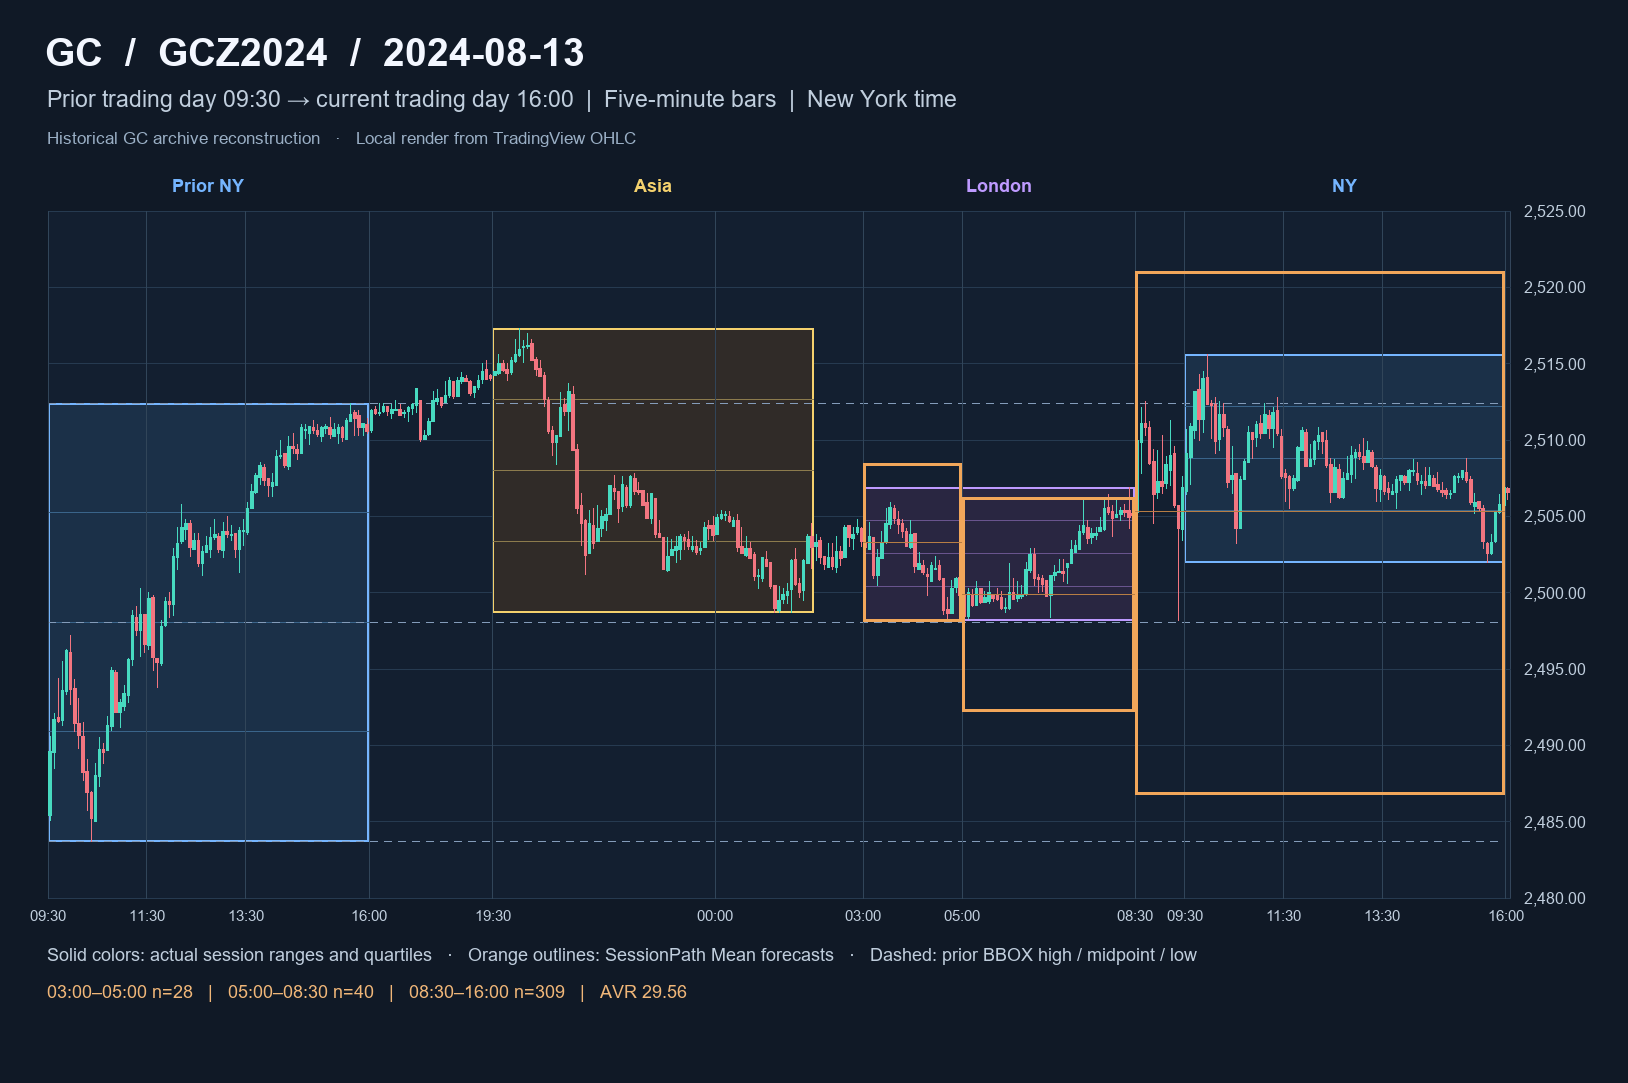 GC / GCZ2024 / 2024-08-13
Prior trading day 09:30 → current trading day 16:00 | Five-minute bars | New York time
Historical GC archive reconstruction · Local render from TradingView OHLC
Prior NY Asia London NY
2,525.00
2,520.00
2,515.00
2,510.00
2,505.00
2,500.00
2,495.00
2,490.00
2,485.00
2,480.00
09:30 11:30 13:30 16:00 19:30 00:00 03:00 05:00 08:30 09:30 11:30 13:30 16:00
Solid colors: actual session ranges and quartiles · Orange outlines: SessionPath Mean forecasts · Dashed: prior BBOX high / midpoint / low
03:00–05:00 n=28 | 05:00–08:30 n=40 | 08:30–16:00 n=309 | AVR 29.56